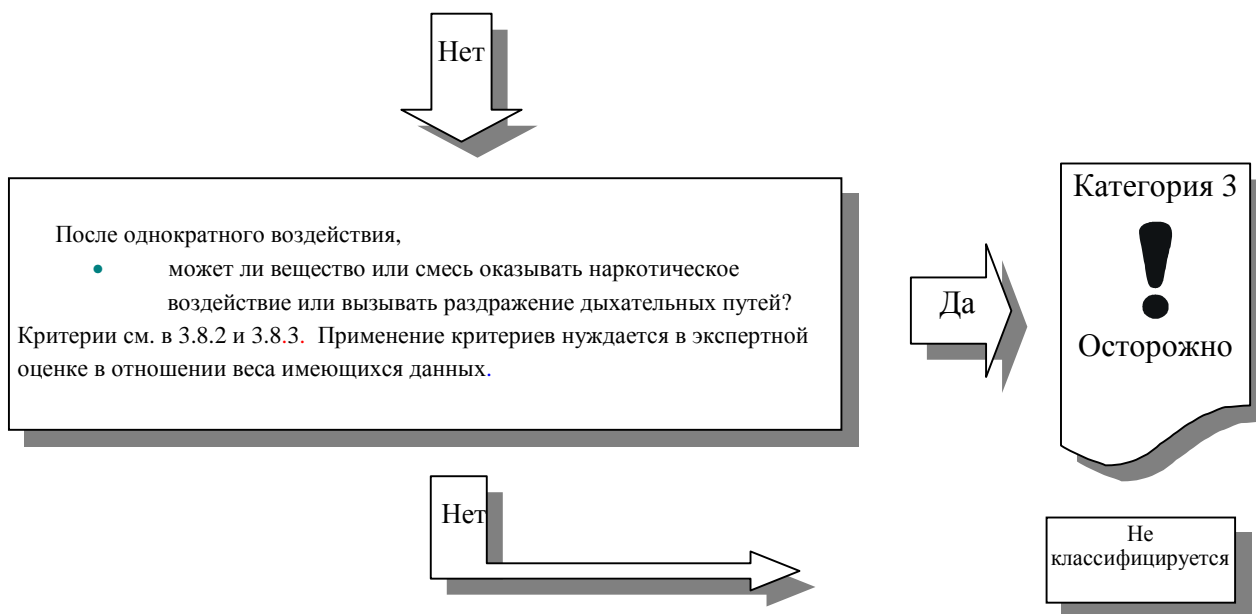 Нет
После однократного воздействия,
• может ли вещество или смесь оказывать наркотическое
воздействие или вызывать раздражение дыхательных путей?
Критерии см. в 3.8.2 и 3.8.3. Применение критериев нуждается в экспертной
оценке в отношении веса имеющихся данных.
Да
Категория 3
!
Осторожно
Нет
Не
классифицируется